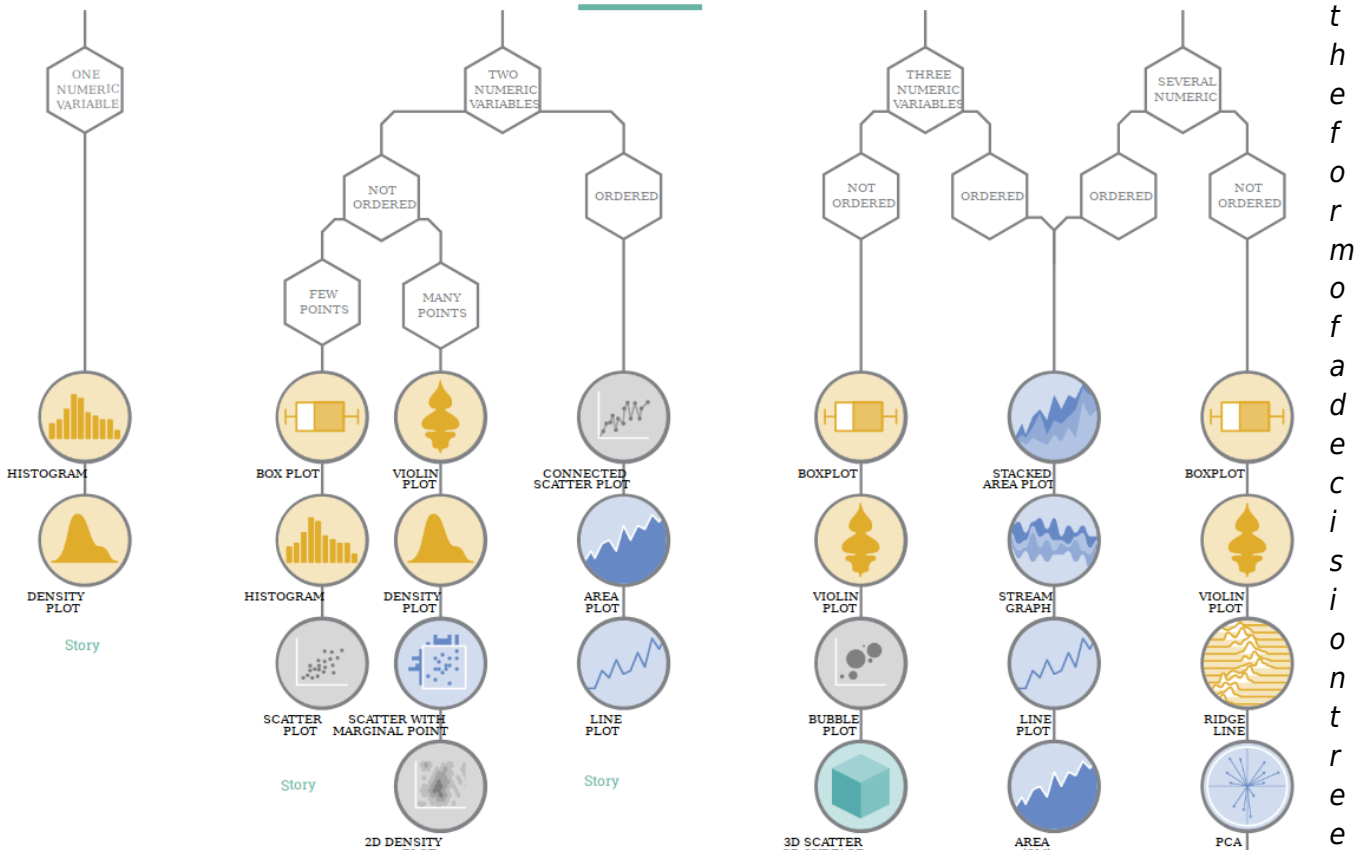 ONE
NUMERIC
VARIABLE
TWO
NUMERIC
VARIABLES
THREE
NUMERIC
VARIABLES
SEVERAL
NUMERIC
NOT
ORDERED
ORDERED
NOT
ORDERED
ORDERED
ORDERED
NOT
ORDERED
FEW
POINTS
MANY
POINTS
HISTOGRAM
BOX PLOT
VIOLIN
PLOT
CONNECTED
SCATTER PLOT
BOXPLOT
STACKED
AREA PLOT
BOXPLOT
DENSITY
PLOT
HISTOGRAM
DENSITY
PLOT
AREA
PLOT
VIOLIN
PLOT
STREAM
GRAPH
VIOLIN
PLOT
Story
SCATTER
PLOT
SCATTER WITH
MARGINAL POINT
LINE
PLOT
BUBBLE
PLOT
LINE
PLOT
RIDGE
LINE
Story
Story
2D DENSITY
3D SCATTER
AREA
PCA
t
h
e
f
o
r
m
o
f
a
d
e
c
i
s
i
o
n
t
r
e
e